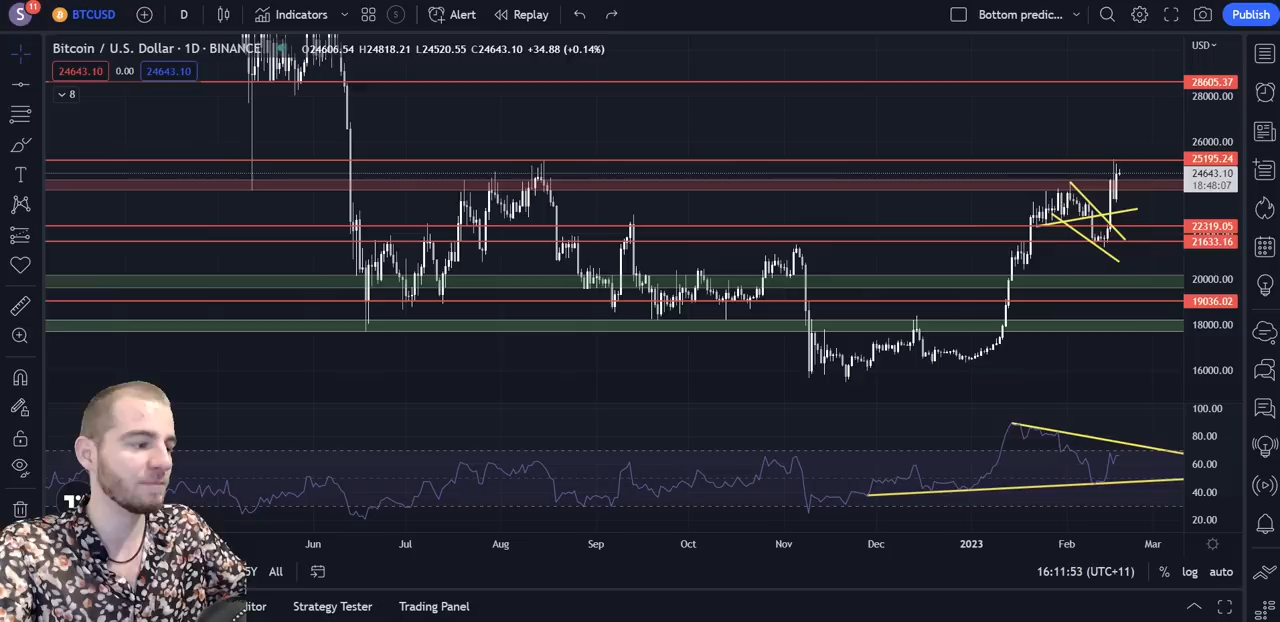 S 11 BTCUSD D Indicators S Alert Replay Bottom predic... Publish
Bitcoin / U.S. Dollar · 1D · BINANCE O24606.54 H24818.21 L24520.55 C24643.10 +34.88 (+0.14%)
USD
24643.10 0.00 24643.10
28605.37
8
28000.00
26000.00
25195.24
24643.10
18:48:07
22319.05
21633.16
20000.00
19036.02
18000.00
16000.00
100.00
80.00
60.00
40.00
20.00
Jun Jul Aug Sep Oct Nov Dec 2023 Feb Mar
5Y All 16:11:53 (UTC+11) % log auto
itor Strategy Tester Trading Panel